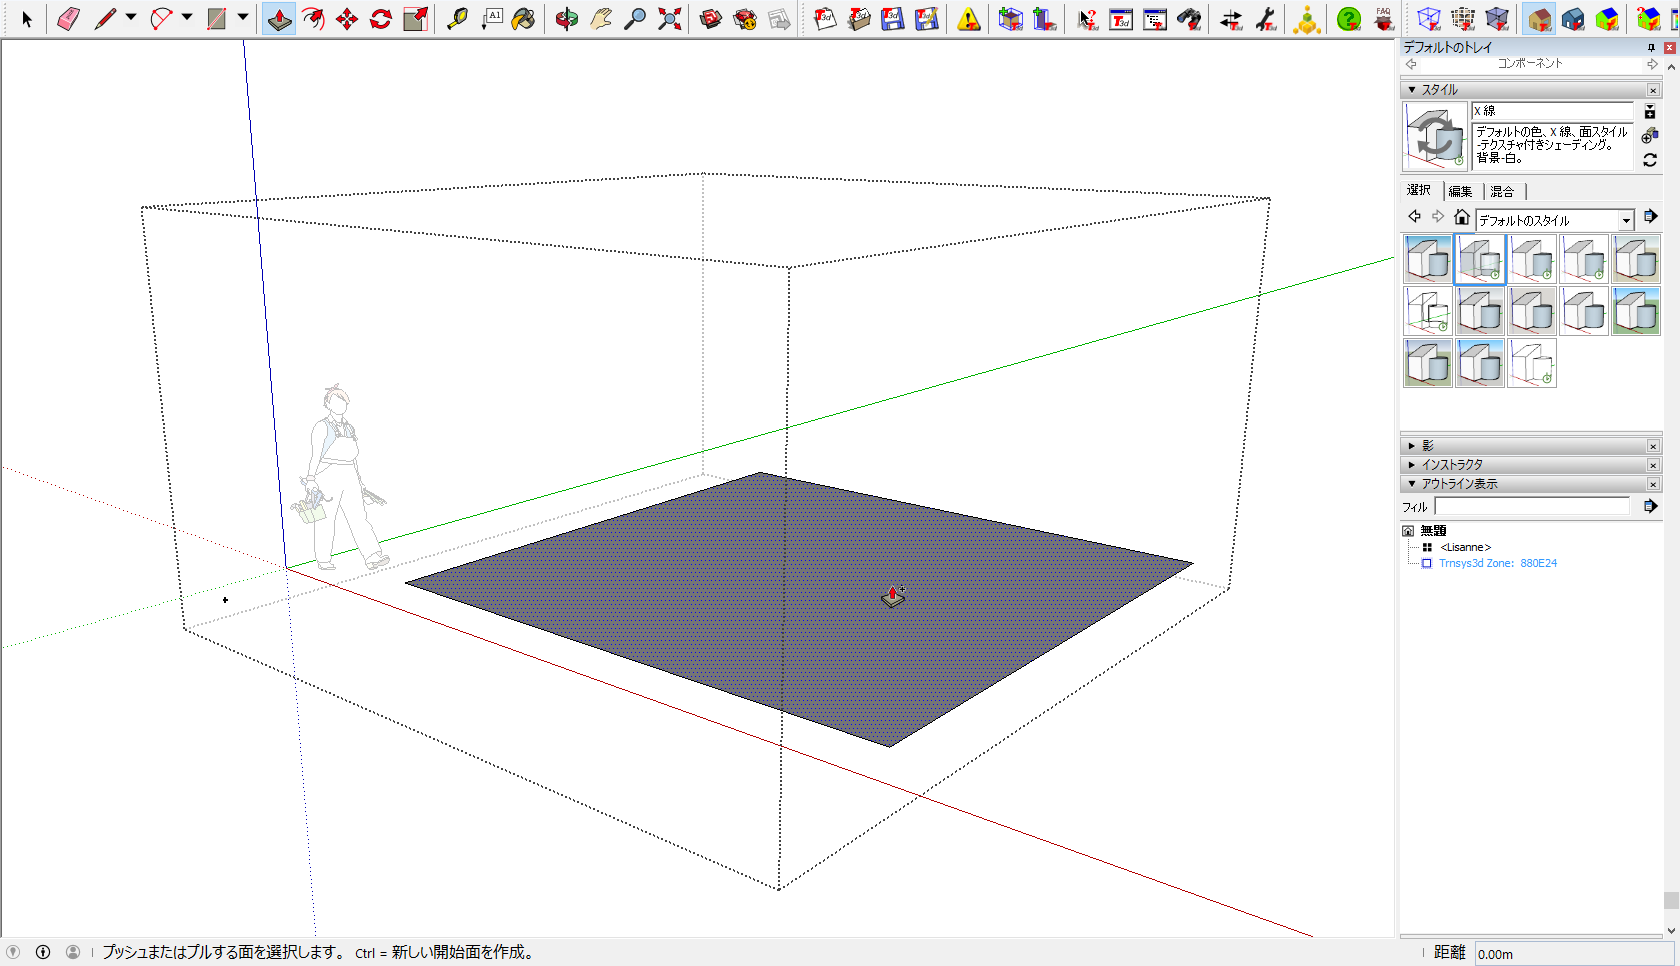 A1
T3d
FAQ
デフォルトのトレイ
コンポーネント
スタイル
X 線
デフォルトの色、X 線、面スタイル
-テクスチャ付きシェーディング。
背景-白。
選択 編集 混合
デフォルトのスタイル
影
インストラクタ
アウトライン表示
フィル
無題
<Lisanne>
Trnsys3d Zone: 880E24
プッシュまたはプルする面を選択します。 Ctrl = 新しい開始面を作成。
距離 0.00m